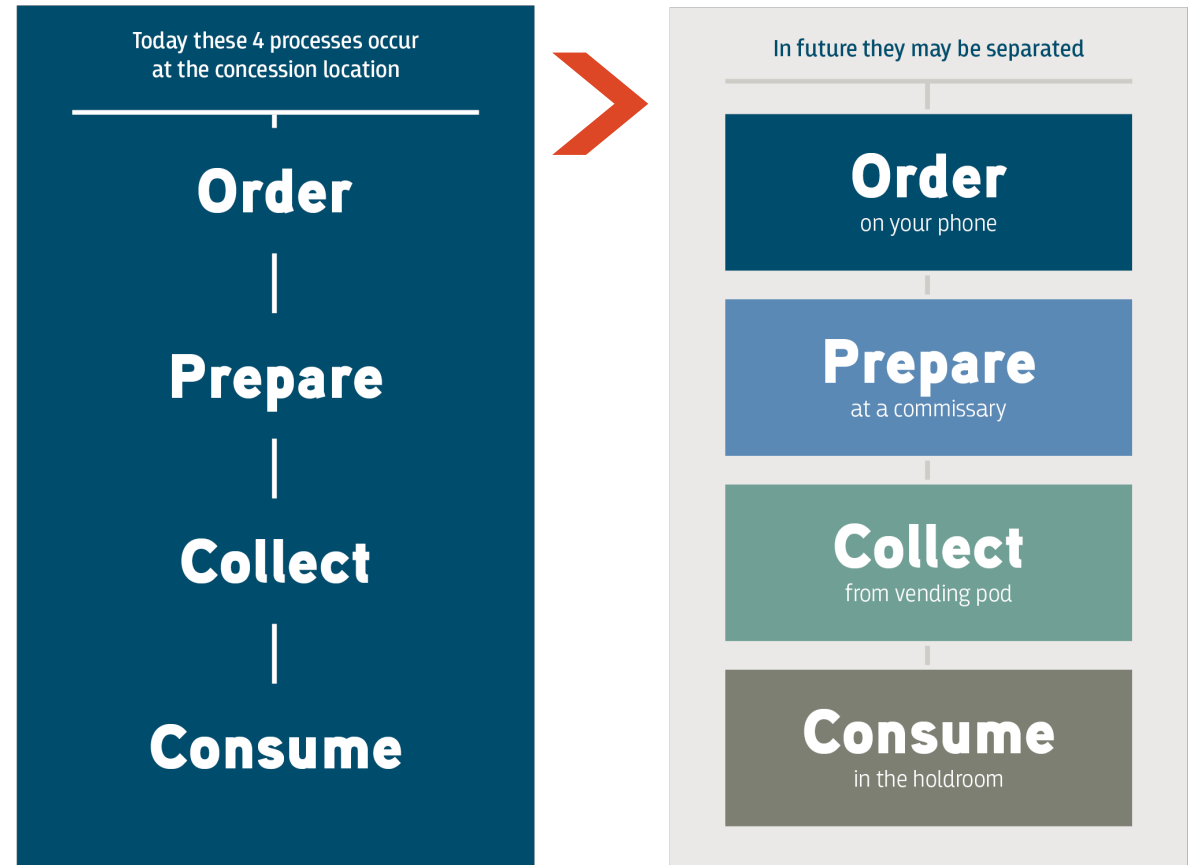 Today these 4 processes occur
at the concession location
Order
Prepare
Collect
Consume
In future they may be separated
Order
on your phone
Prepare
at a commissary
Collect
from vending pod
Consume
in the holdroom